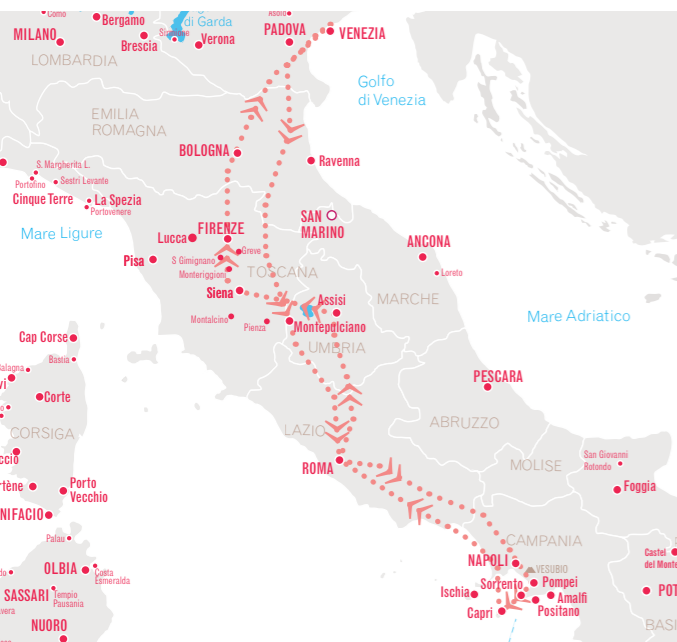 Como
Bergamo
di Garda
Asolo
MILANO
Brescia
Sirmione
Verona
PADOVA
VENEZIA
LOMBARDIA
Golfo
di Venezia
EMILIA
ROMAGNA
BOLOGNA
Ravenna
S. Margherita L.
Portofino
Sestri Levante
Cinque Terre
La Spezia
Portovenere
Mare Ligure
Lucca
FIRENZE
SAN
MARINO
Pisa
S Gimignano
Greve
Monteriggioni
TOSCANA
ANCONA
Loreto
Siena
Assisi
MARCHE
Montalcino
Pienza
Montepulciano
UMBRIA
Mare Adriatico
Cap Corse
Bastia
Corte
CORSIGA
PESCARA
LAZIO
ABRUZZO
ROMA
MOLISE
San Giovanni
Rotondo
Foggia
Porto
Vecchio
NIFACIO
Palau
OLBIA
Costa
Esmeralda
SASSARI
Tempio
Pausania
NUORO
CAMPANIA
NAPOLI
VESUBIO
Ischia
Sorrento
Pompei
Capri
Amalfi
Positano
Castel
del Monte
POT
BASI